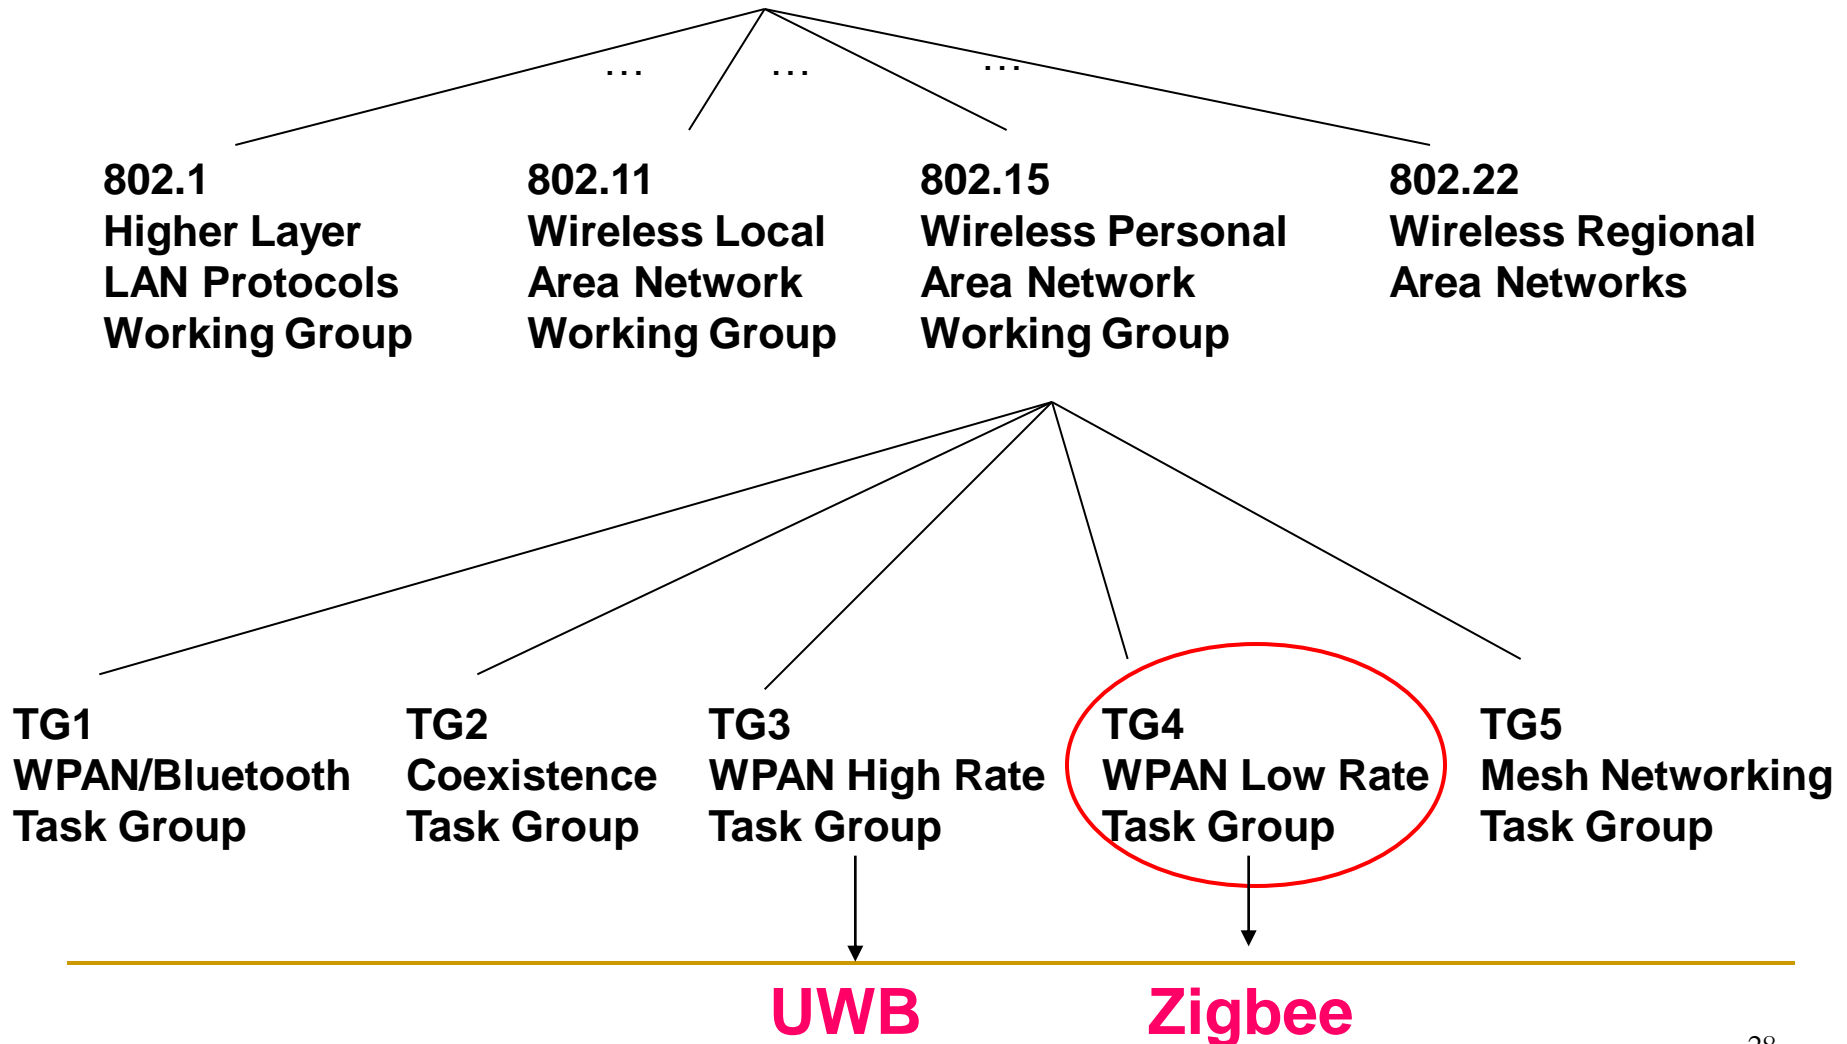 ... ... ...
802.1
Higher Layer
LAN Protocols
Working Group
802.11
Wireless Local
Area Network
Working Group
802.15
Wireless Personal
Area Network
Working Group
802.22
Wireless Regional
Area Networks
TG1
WPAN/Bluetooth
Task Group
TG2
Coexistence
Task Group
TG3
WPAN High Rate
Task Group
TG4
WPAN Low Rate
Task Group
TG5
Mesh Networking
Task Group
UWB
Zigbee
28